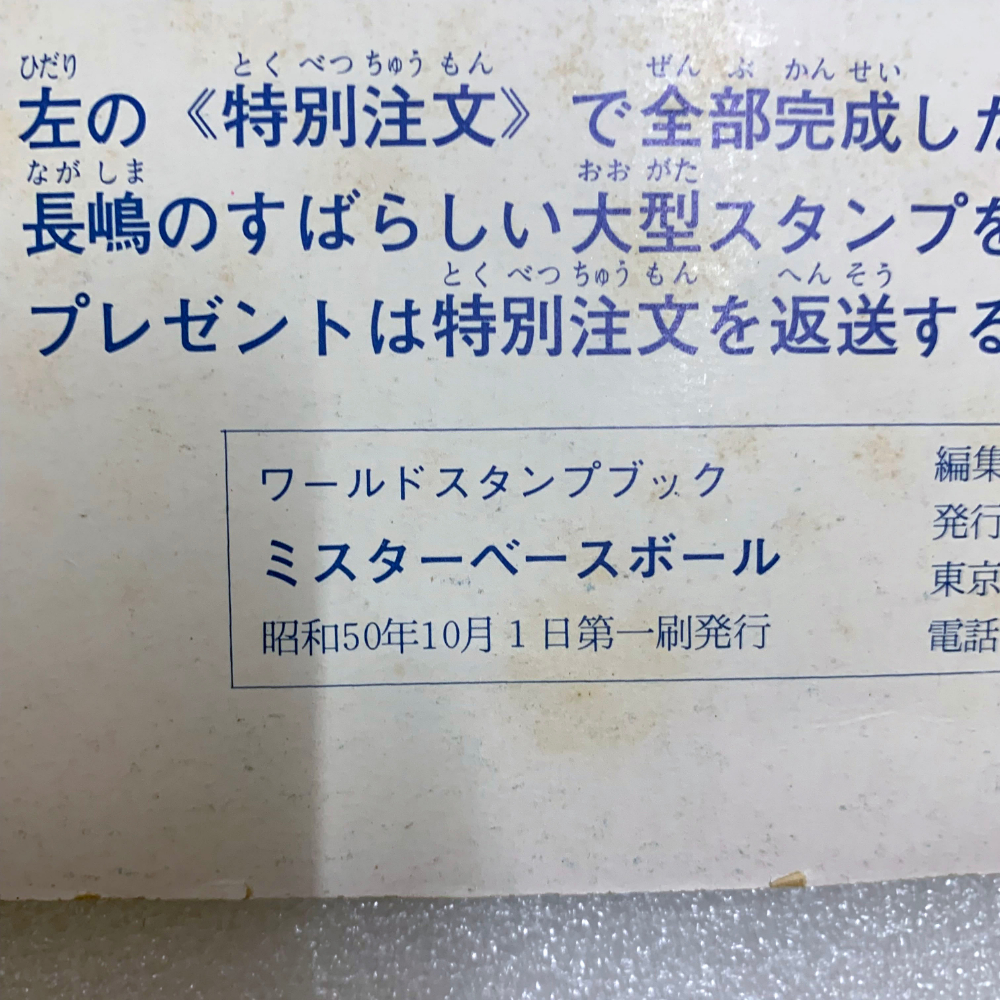 ひだり とくべつちゅうもん ぜんぶ かんせい
左の《特別注文》で全部完成した
ながしま おおがた
長嶋のすばらしい大型スタンプを
とくべつちゅうもん へんそう
プレゼントは特別注文を返送する
ワールドスタンプブック 編集
ミスターベースボール 発行
昭和50年10月1日第一刷発行 東京
電話